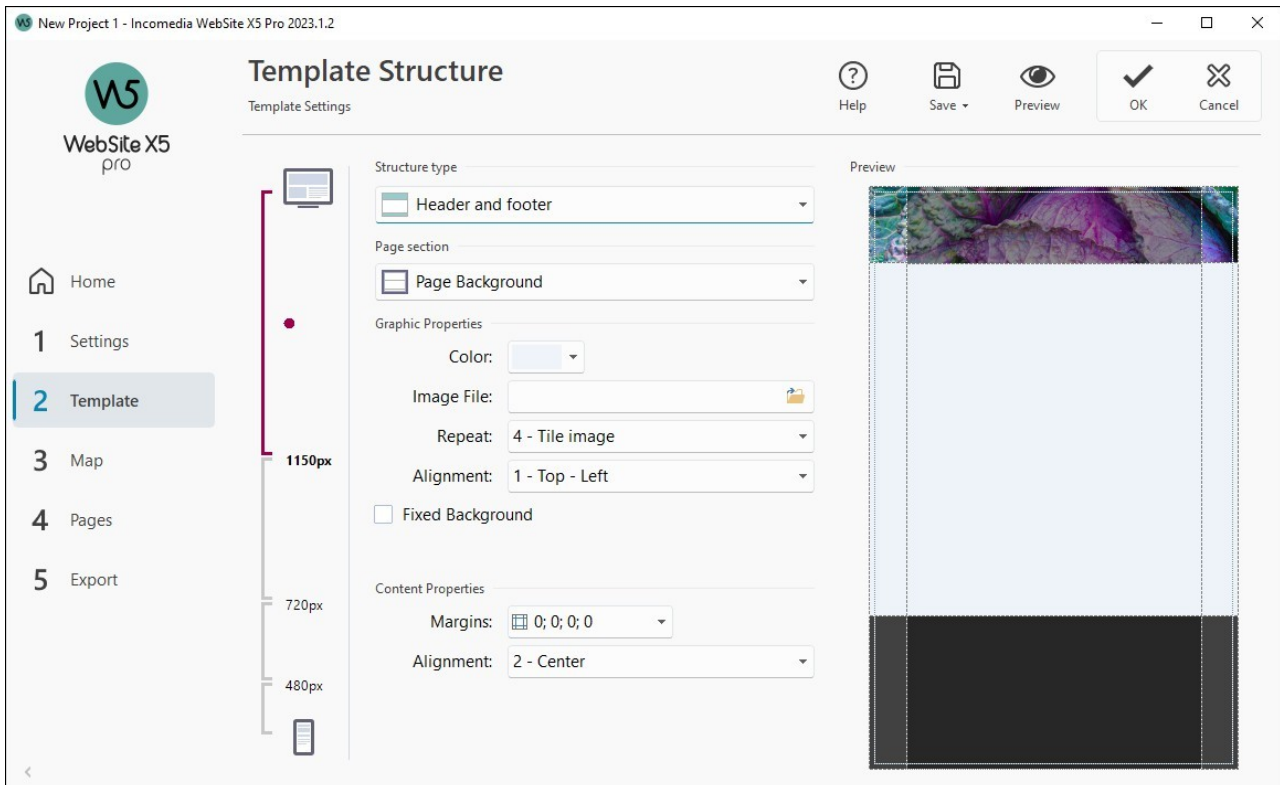 New Project 1 - Incomedia WebSite X5 Pro 2023.1.2
W5
WebSite X5
pro
Template Structure
Template Settings
Help
Save
Preview
OK
Cancel
Home
1 Settings
2 Template
3 Map
4 Pages
5 Export
1150px
720px
480px
Structure type
Header and footer
Page section
Page Background
Graphic Properties
Color:
Image File:
Repeat: 4 - Tile image
Alignment: 1 - Top - Left
Fixed Background
Content Properties
Margins: 0; 0; 0; 0
Alignment: 2 - Center
Preview